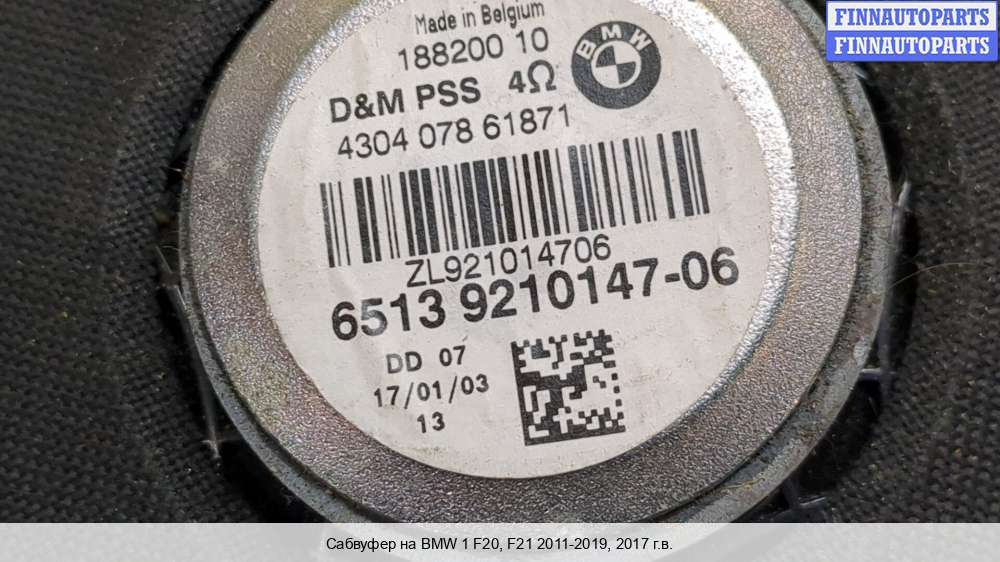 FINNAUTOPARTS
FINNAUTOPARTS
Made in Belgium
188200 10
BMW
D&M PSS 4Ω
4304 078 61871
ZL921014706
6513 9210147-06
DD 07
17/01/03
13
Сабвуфер на BMW 1 F20, F21 2011-2019, 2017 г.в.